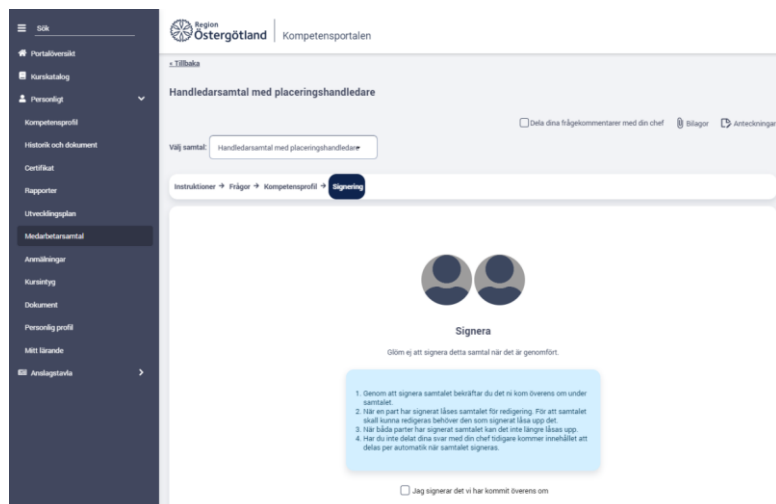 Sök
Portalöversikt
Kurskatalog
Personligt
Kompetensprofil
Historik och dokument
Certifikat
Rapporter
Utvecklingsplan
Medarbetarsamtal
Anmälningar
Kursintyg
Dokument
Personlig profil
Mitt lärande
Anslagstavla
Region
Östergötland
Kompetensportalen
< Tillbaka
Handledarsamtal med placeringshandledare
Dela dina frågekommentarer med din chef
Bilagor
Anteckningar
Välj samtal:
Handledarsamtal med placeringshandledare
Instruktioner → Frågor → Kompetensprofil → Signering
Signera
Glöm ej att signera detta samtal när det är genomfört.
1. Genom att signera samtalet bekräftar du det ni kom överens om under
samtalet.
2. När en part har signerat låses samtalet för redigering. För att samtalet
skall kunna redigeras behöver den som signerat låsa upp det.
3. När båda parter har signerat samtalet kan det inte längre låsas upp.
4. Har du inte delat dina svar med din chef tidigare kommer innehållet att
delas per automatik när samtalet signeras.
Jag signerar det vi har kommit överens om